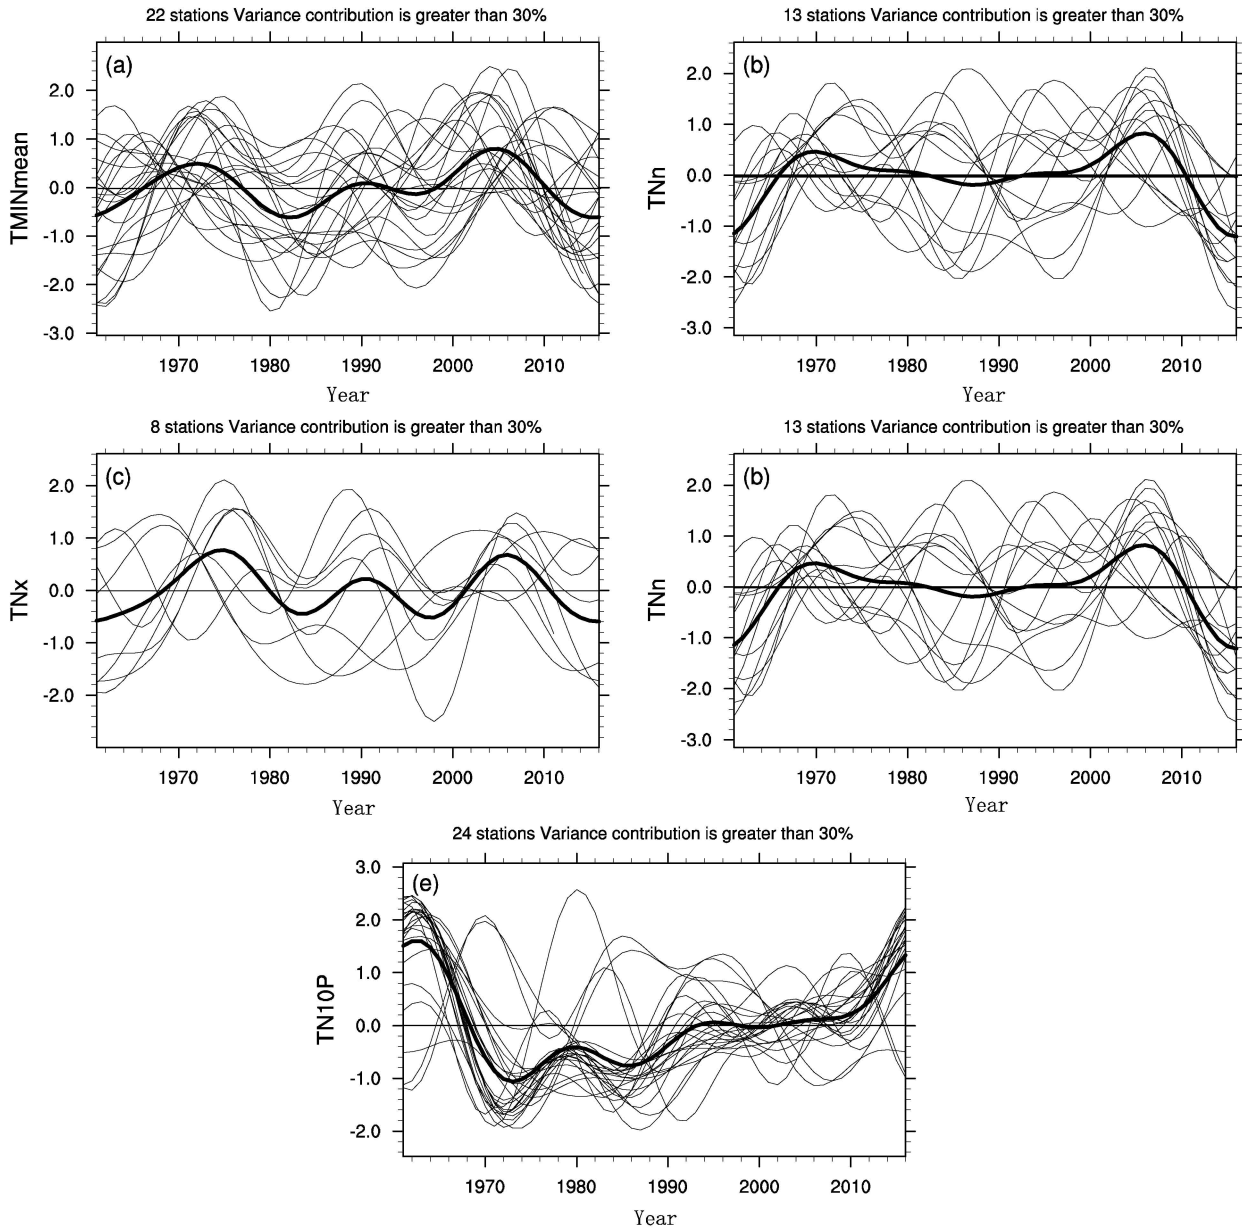 22 stations Variance contribution is greater than 30%
(a)
TMINmean
2.0
1.0
0.0
-1.0
-2.0
-3.0
1970 1980 1990 2000 2010
Year
13 stations Variance contribution is greater than 30%
(b)
TNn
2.0
1.0
0.0
-1.0
-2.0
-3.0
1970 1980 1990 2000 2010
Year
8 stations Variance contribution is greater than 30%
(c)
TNx
2.0
1.0
0.0
-1.0
-2.0
1970 1980 1990 2000 2010
Year
13 stations Variance contribution is greater than 30%
(b)
TNn
2.0
1.0
0.0
-1.0
-2.0
-3.0
1970 1980 1990 2000 2010
Year
24 stations Variance contribution is greater than 30%
(e)
TN10P
3.0
2.0
1.0
0.0
-1.0
-2.0
1970 1980 1990 2000 2010
Year